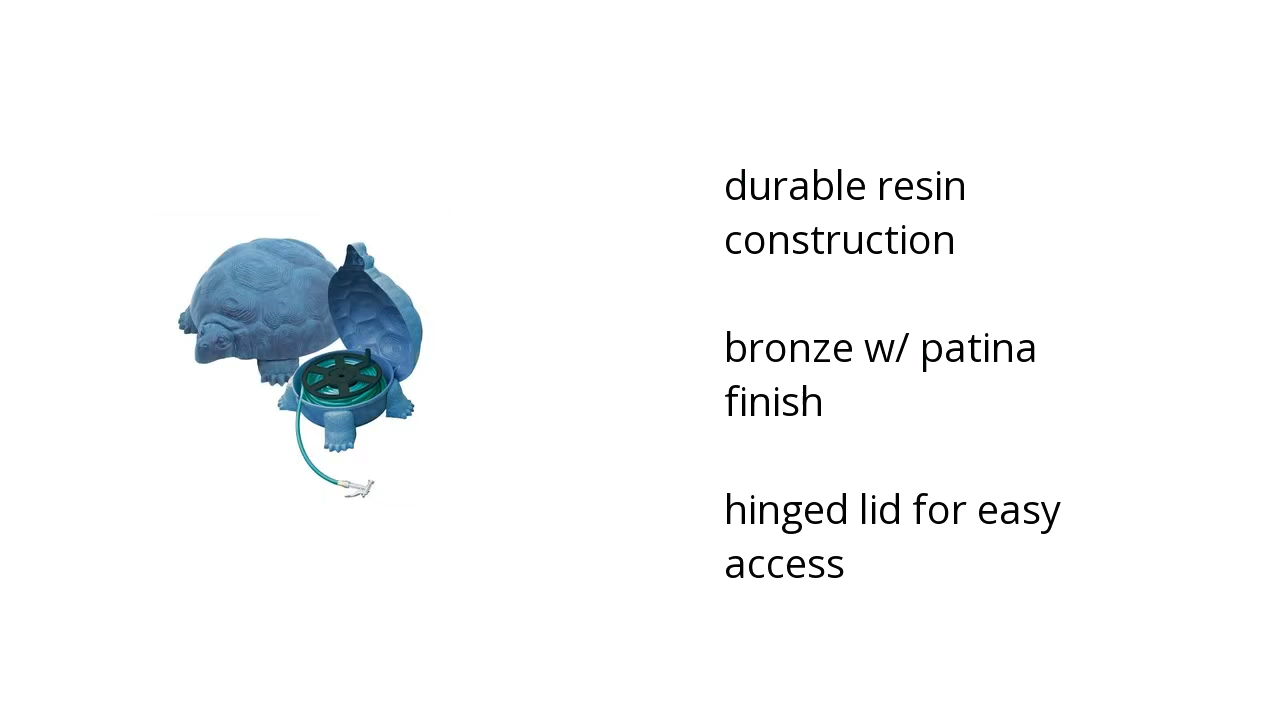 durable resin
construction
bronze w/ patina
finish
hinged lid for easy
access